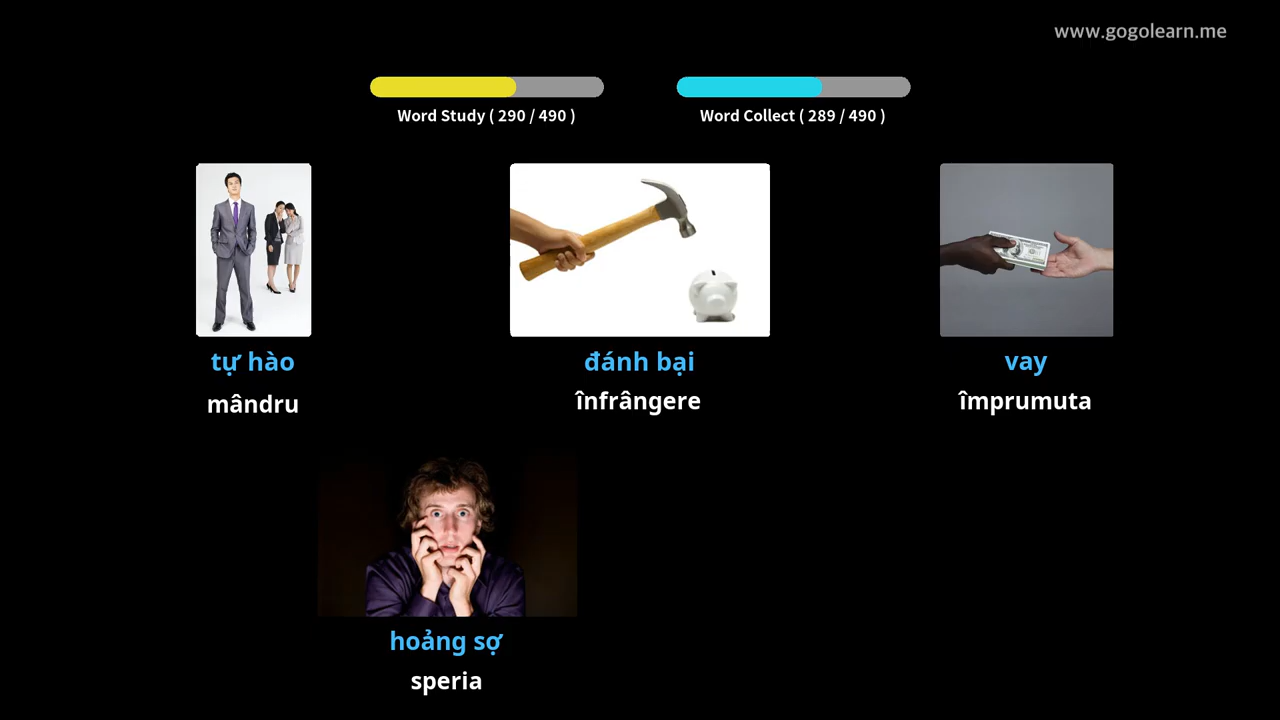 www.gogolearn.me
Word Study ( 290 / 490 )
Word Collect ( 289 / 490 )
tự hào
mândru
đánh bại
înfrângere
vay
împrumuta
hoảng sợ
speria